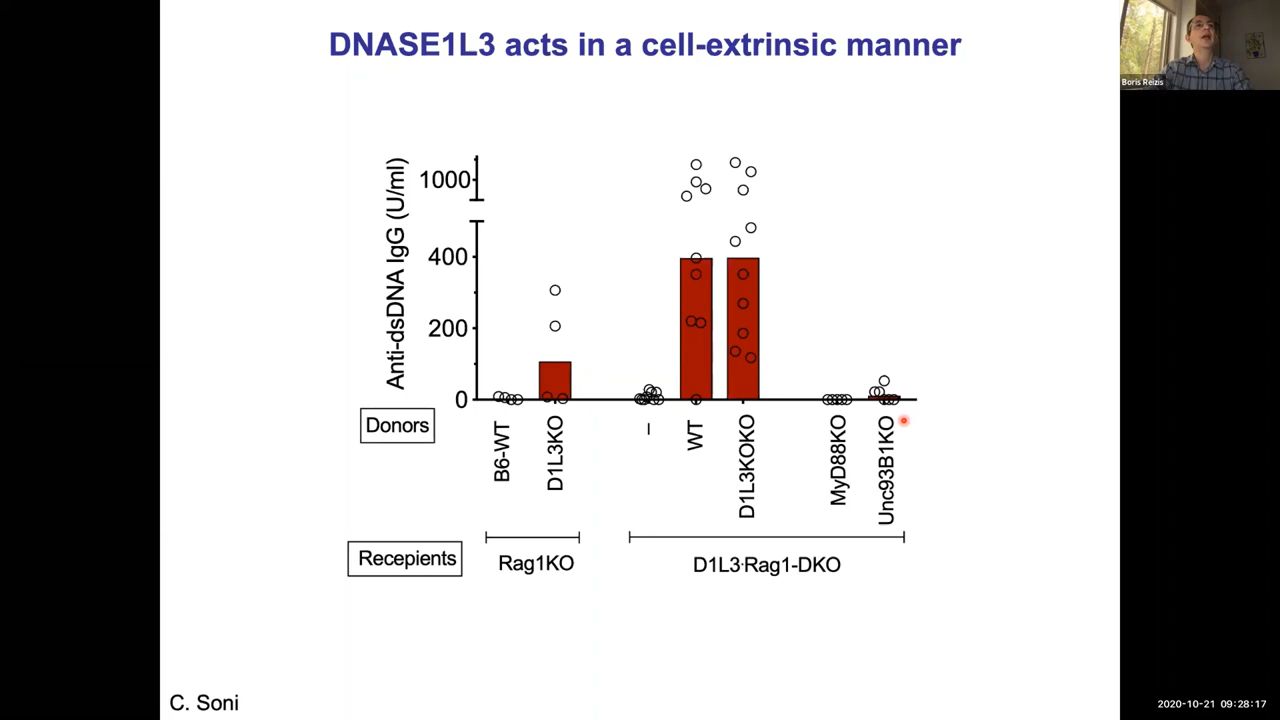 DNASE1L3 acts in a cell-extrinsic manner
Boris Reizis
Anti-dsDNA IgG (U/ml)
1000
400
200
0
Donors
B6-WT
D1L3KO
–
WT
D1L3KOKO
MyD88KO
Unc93B1KO
Recepients
Rag1KO
D1L3·Rag1-DKO
C. Soni
2020-10-21 09:28:17